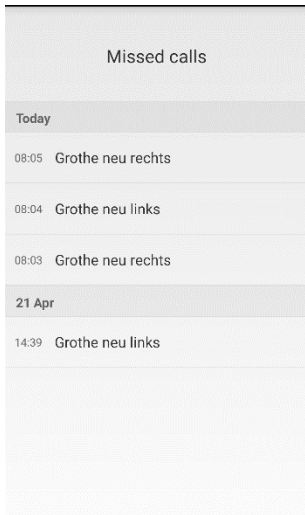 Missed calls
Today
08:05 Grothe neu rechts
08:04 Grothe neu links
08:03 Grothe neu rechts
21 Apr
14:39 Grothe neu links